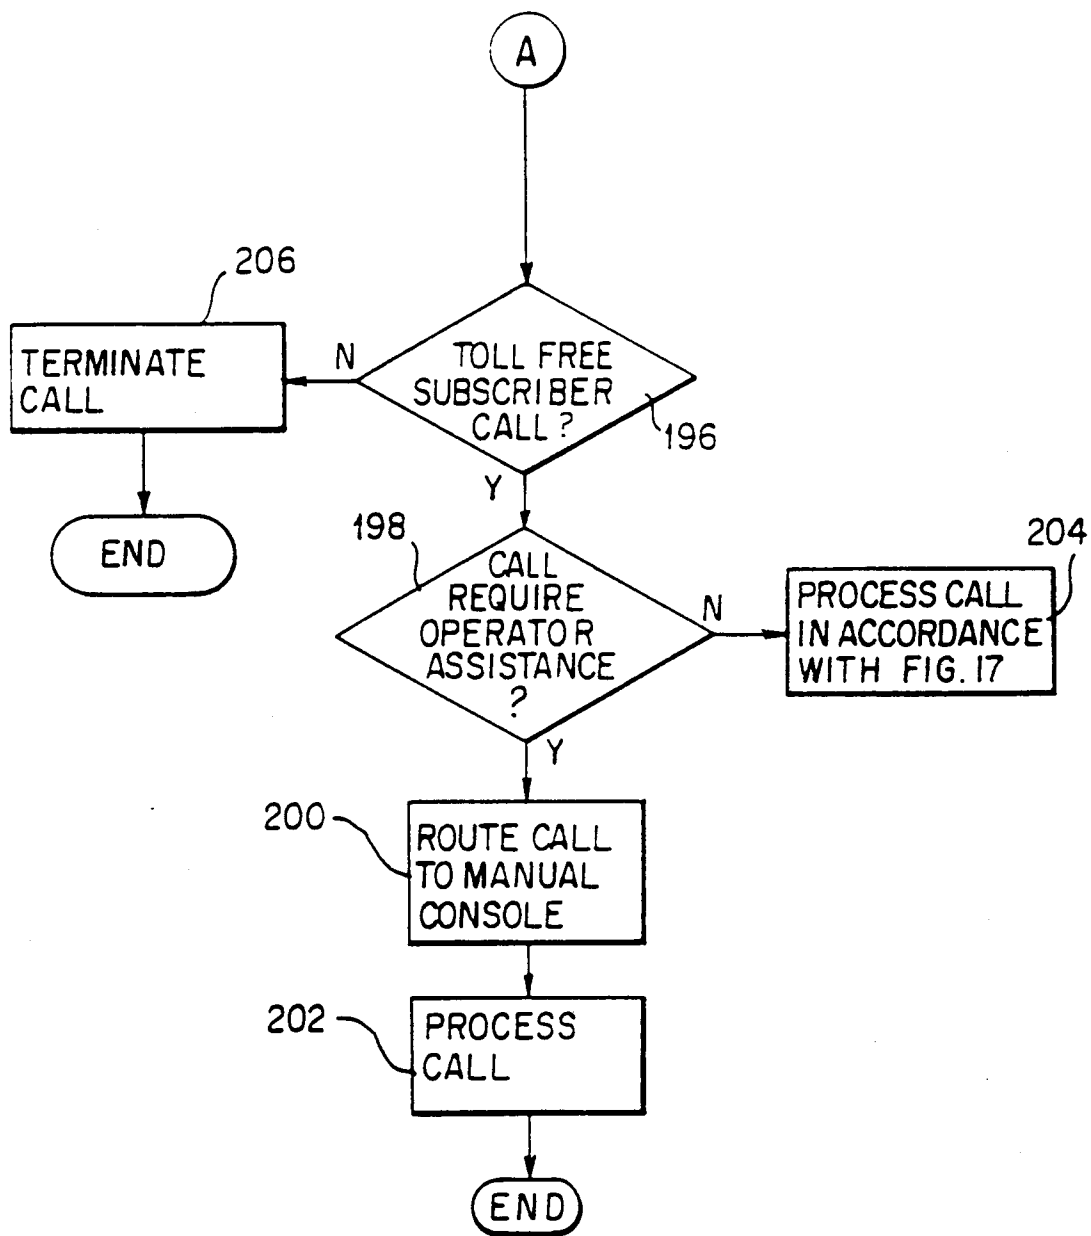 A
206
TERMINATE
CALL
N
TOLL FREE
SUBSCRIBER
CALL?
196
Y
END
198
CALL
REQUIRE
OPERATOR
ASSISTANCE
?
N
204
PROCESS CALL
IN ACCORDANCE
WITH FIG. 17
Y
200
ROUTE CALL
TO MANUAL
CONSOLE
202
PROCESS
CALL
END